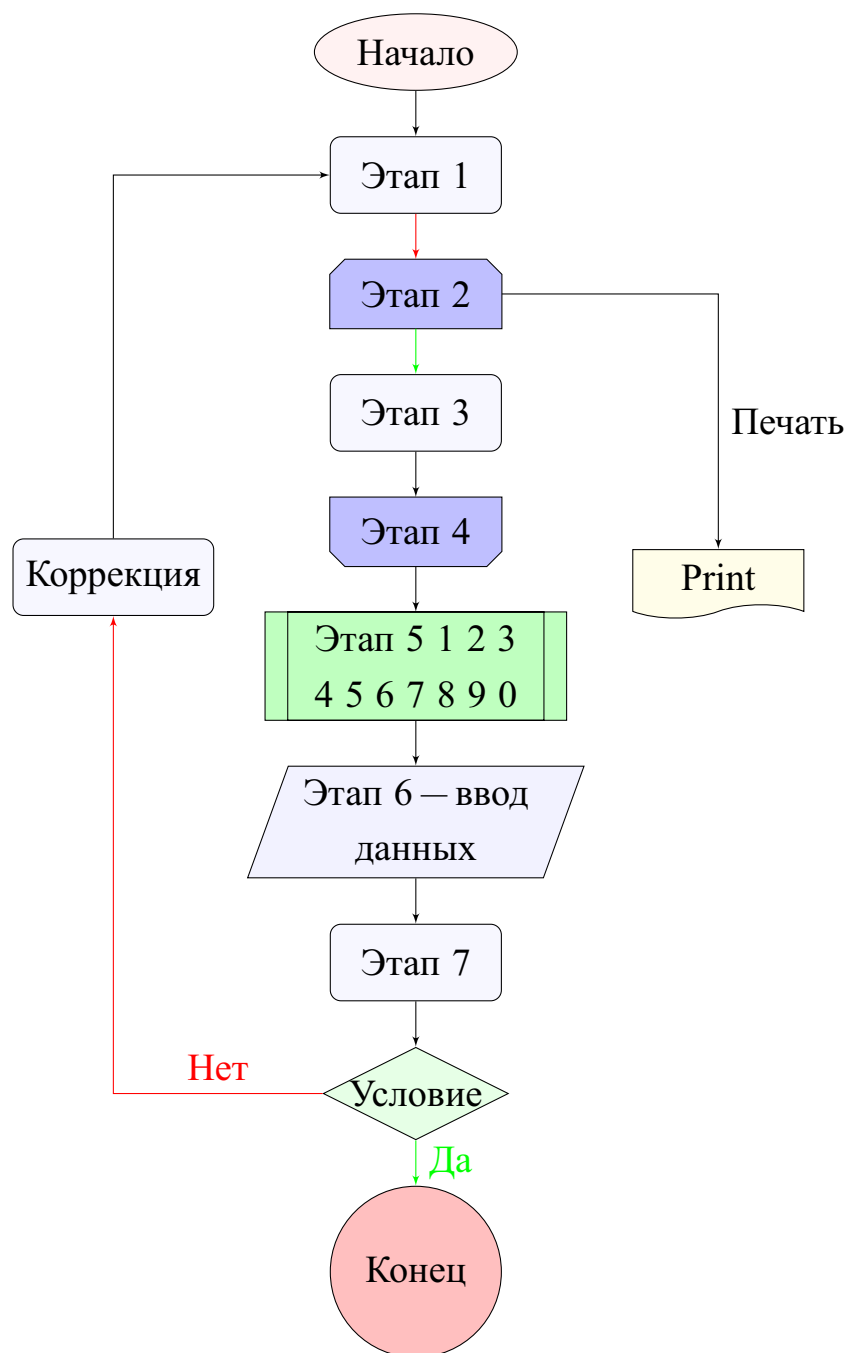 Начало
Этап 1
Этап 2
Этап 3
Печать
Этап 4
Коррекция
Print
Этап 5 1 2 3
4 5 6 7 8 9 0
Этап 6 — ввод
данных
Этап 7
Нет
Условие
Да
Конец